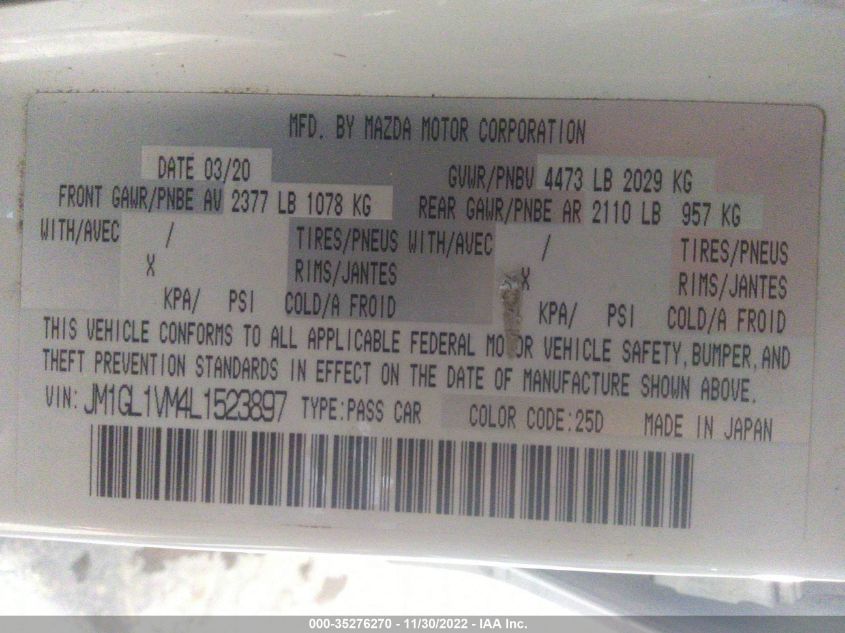 MFD. BY MAZDA MOTOR CORPORATION
DATE 03/20 GVWR/PNBV 4473 LB 2029 KG
FRONT GAWR/PNBE AV 2377 LB 1078 KG REAR GAWR/PNBE AR 2110 LB 957 KG
WITH/AVEC / TIRES/PNEUS WITH/AVEC / TIRES/PNEUS
X RIMS/JANTES X RIMS/JANTES
KPA/ PSI COLD/A FROID KPA/ PSI COLD/A FROID
THIS VEHICLE CONFORMS TO ALL APPLICABLE FEDERAL MOTOR VEHICLE SAFETY,BUMPER,AND
THEFT PREVENTION STANDARDS IN EFFECT ON THE DATE OF MANUFACTURE SHOWN ABOVE.
VIN: JM1GL1VM4L1523897 TYPE:PASS CAR COLOR CODE:25D MADE IN JAPAN
000-35276270 - 11/30/2022 - IAA Inc.